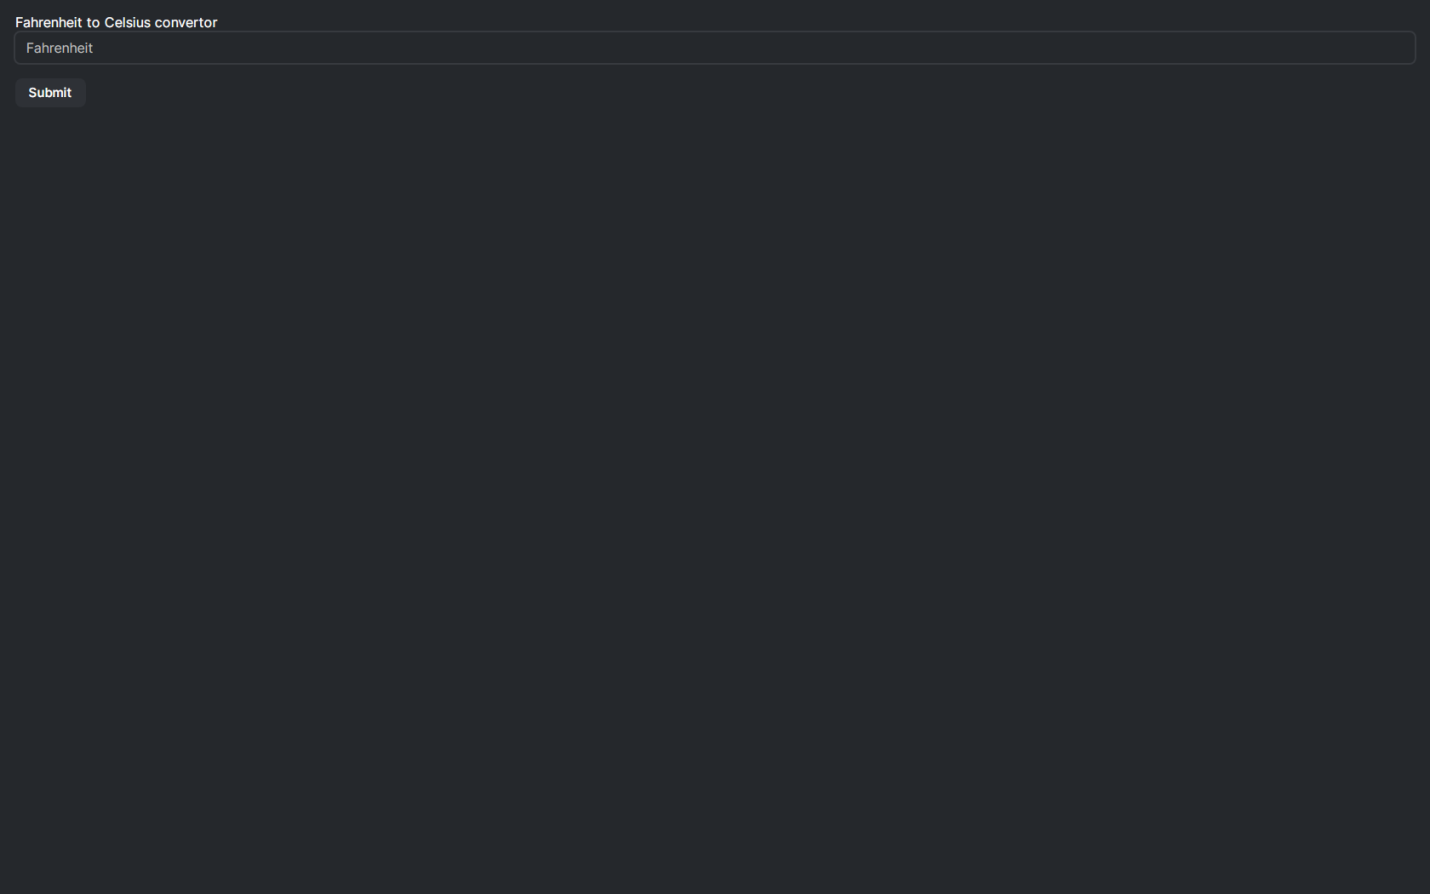 Fahrenheit to Celsius convertor
Fahrenheit
Submit